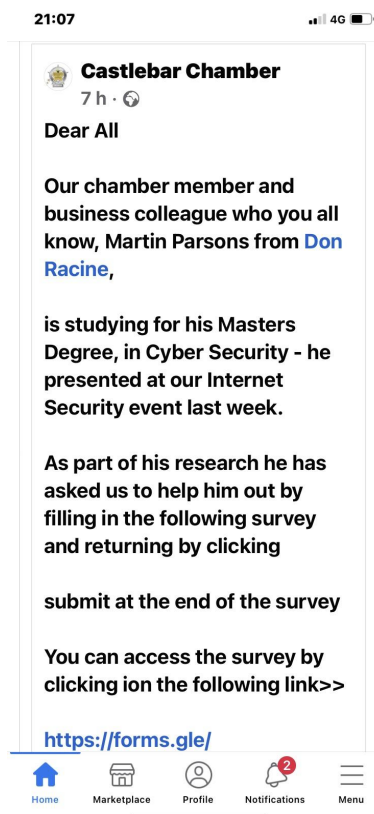 21:07
4G
Castlebar Chamber
7 h ·
Dear All
Our chamber member and
business colleague who you all
know, Martin Parsons from Don
Racine,
is studying for his Masters
Degree, in Cyber Security - he
presented at our Internet
Security event last week.
As part of his research he has
asked us to help him out by
filling in the following survey
and returning by clicking
submit at the end of the survey
You can access the survey by
clicking ion the following link>>
https://forms.gle/
2
Home Marketplace Profile Notifications Menu